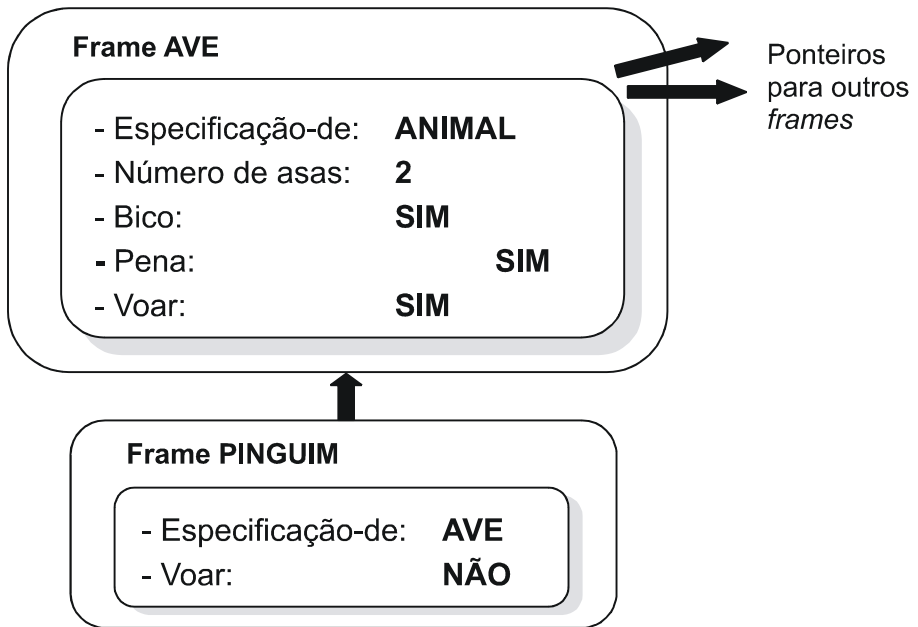 Frame AVE
- Especificação-de: ANIMAL
- Número de asas: 2
- Bico: SIM
- Pena: SIM
- Voar: SIM
Ponteiros
para outros
frames
Frame PINGUIM
- Especificação-de: AVE
- Voar: NÃO